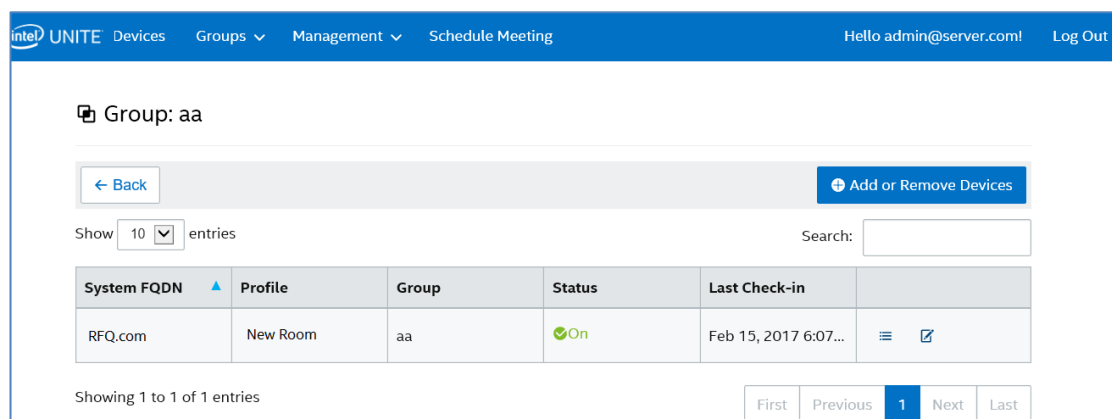 intel UNITE Devices Groups Management Schedule Meeting Hello admin@server.com! Log Out
Group: aa
← Back Add or Remove Devices
Show 10 entries Search:
System FQDN Profile Group Status Last Check-in
RFQ.com New Room aa On Feb 15, 2017 6:07...
Showing 1 to 1 of 1 entries First Previous 1 Next Last